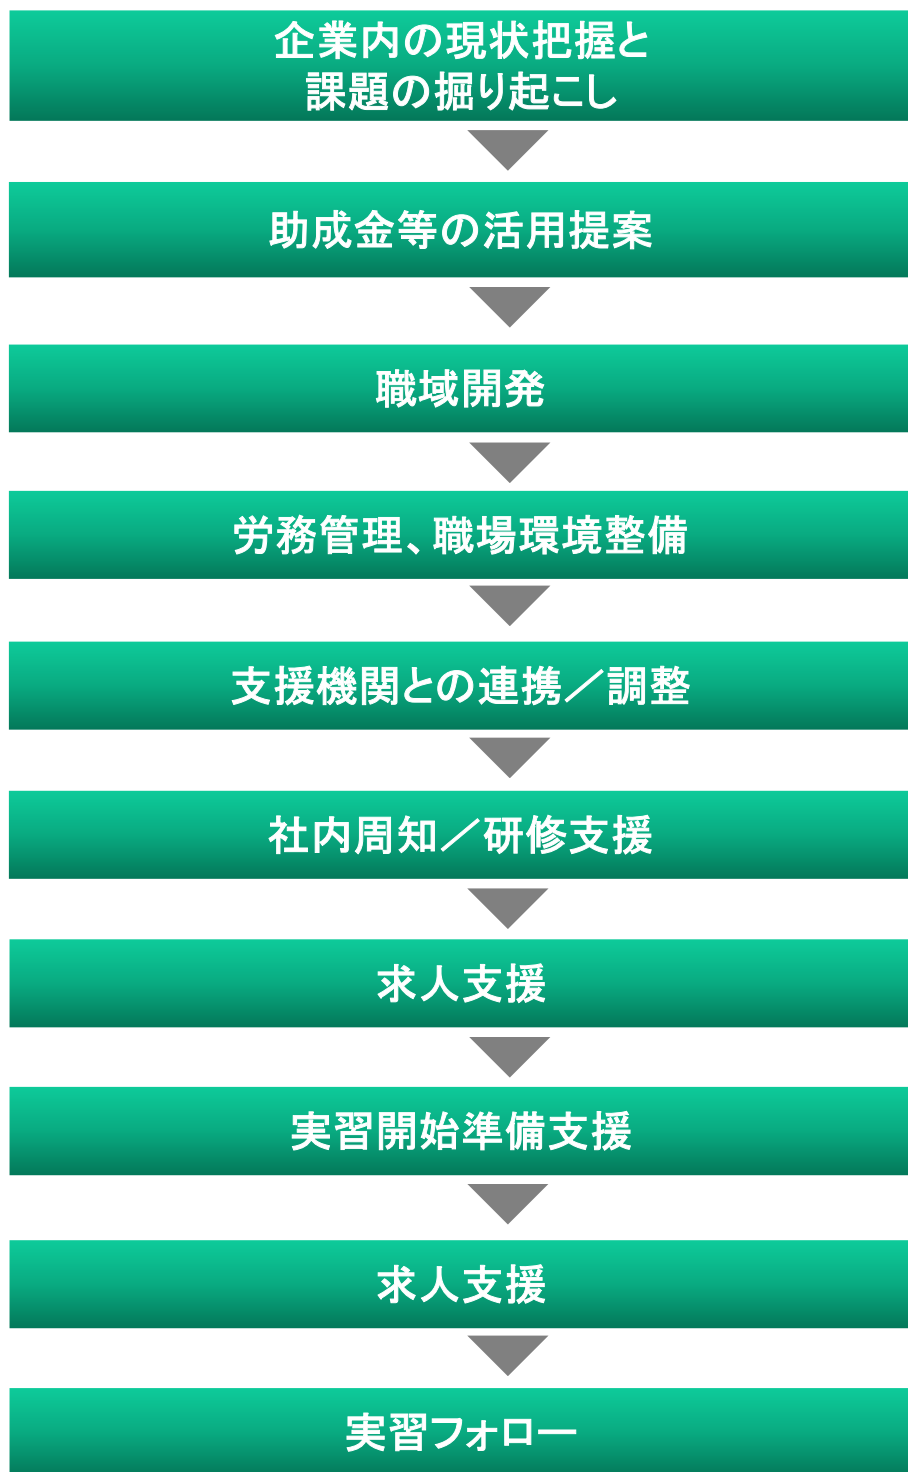 企業内の現状把握と
課題の掘り起こし
助成金等の活用提案
職域開発
労務管理、職場環境整備
支援機関との連携／調整
社内周知／研修支援
求人支援
実習開始準備支援
求人支援
実習フォロー